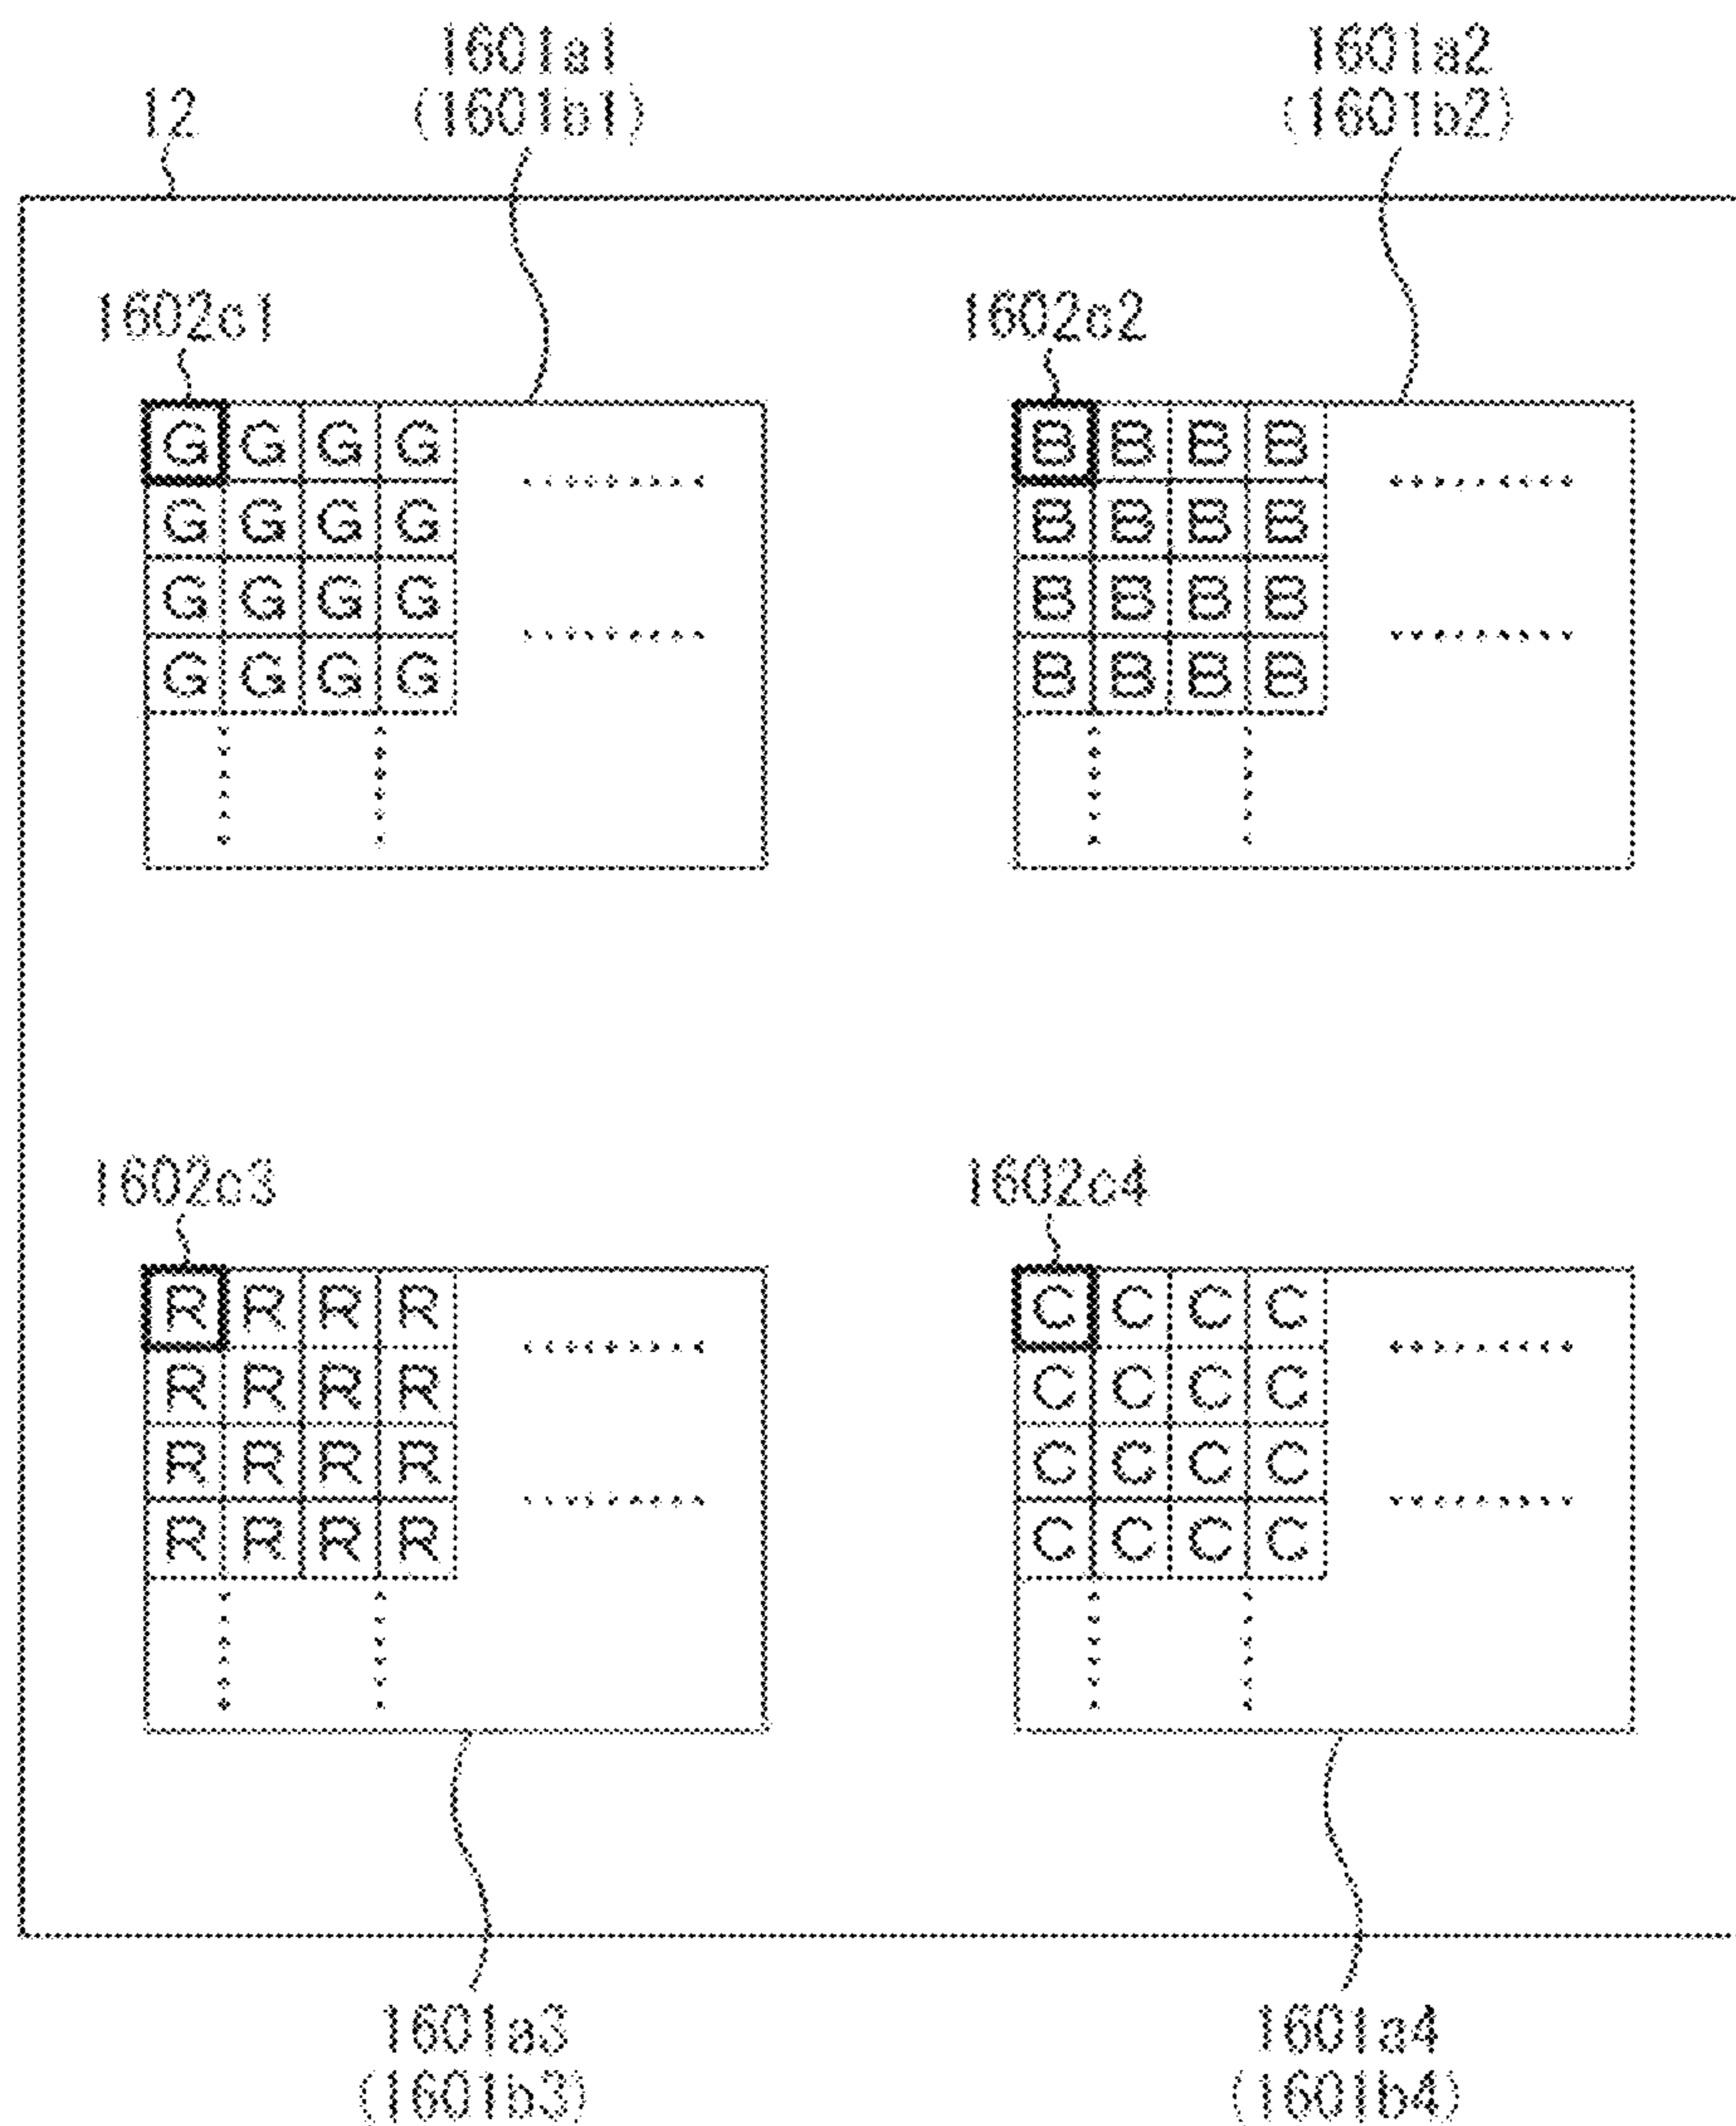 1601a1
(1601b1)
1601a2
(1601b2)
12
1602c1
1602c2
G G G G
G G G G
G G G G
G G G G
B B B B
B B B B
B B B B
B B B B
1602c3
1602c4
R R R R
R R R R
R R R R
R R R R
C C C C
C C C C
C C C C
C C C C
1601a3
(1601b3)
1601a4
(1601b4)